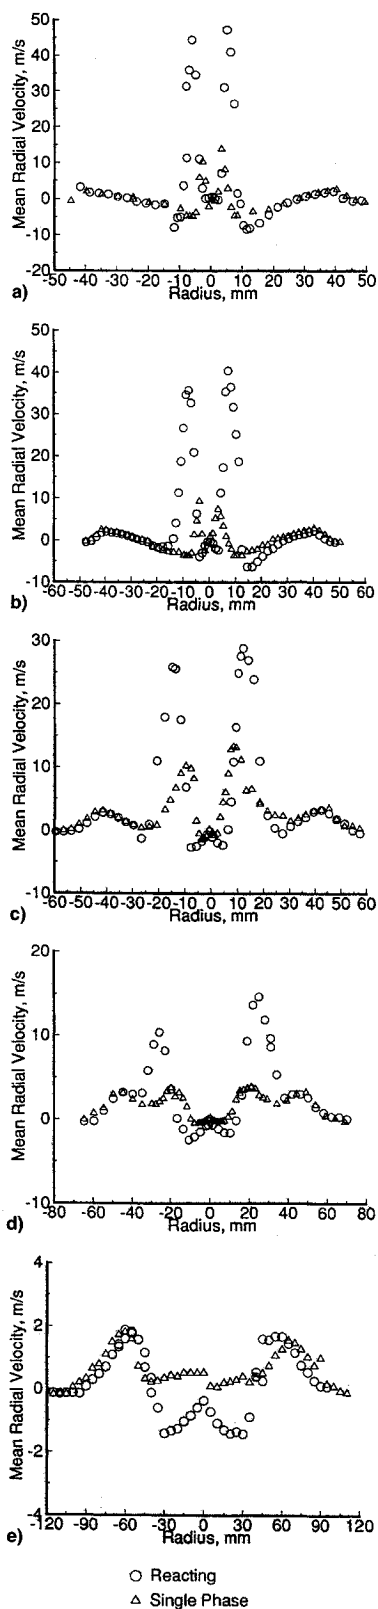 50
40
30
20
10
0
-10
-20
Mean Radial Velocity, m/s
-50 -40 -30 -20 -10 0 10 20 30 40 50
a)
Radius, mm
50
40
30
20
10
0
-10
Mean Radial Velocity, m/s
-60 -50 -40 -30 -20 -10 0 10 20 30 40 50 60
b)
Radius, mm
30
20
10
0
-10
Mean Radial Velocity, m/s
-60 -50 -40 -30 -20 -10 0 10 20 30 40 50 60
c)
Radius, mm
20
10
0
-10
Mean Radial Velocity, m/s
-80 -60 -40 -20 0 20 40 60 80
d)
Radius, mm
4
2
0
-2
-4
Mean Radial Velocity, m/s
-120 -90 -60 -30 0 30 60 90 120
e)
Radius, mm
Reacting
Single Phase